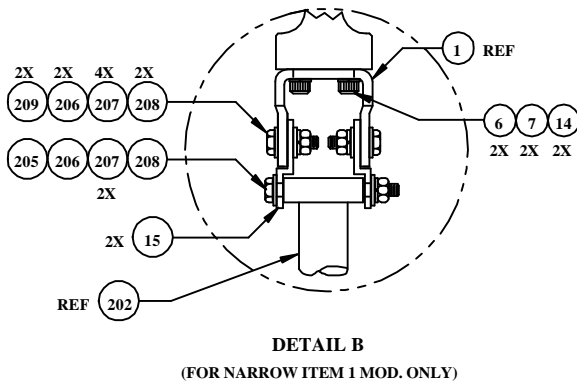 1 REF
2X 2X 4X 2X
209 206 207 208
6 7 14
2X 2X 2X
205 206 207 208
2X
2X 15
REF 202
DETAIL B
(FOR NARROW ITEM 1 MOD. ONLY)